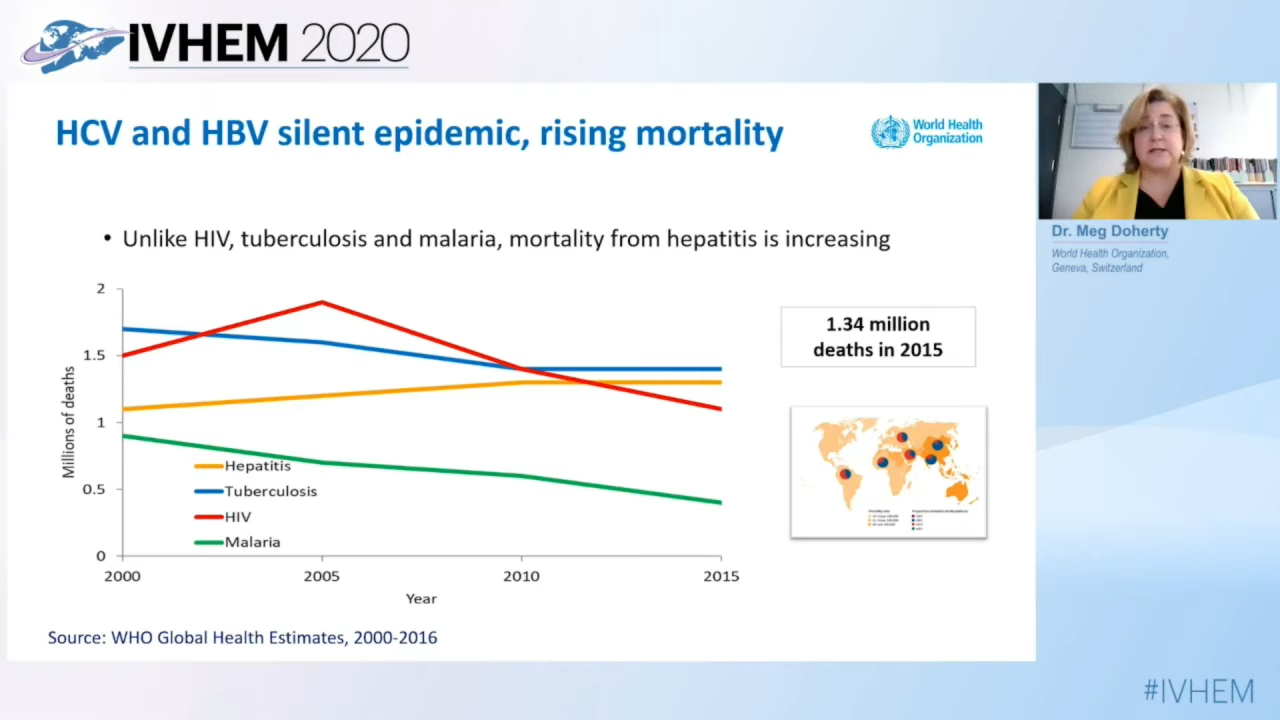 IVHEM 2020
HCV and HBV silent epidemic, rising mortality
World Health
Organization
• Unlike HIV, tuberculosis and malaria, mortality from hepatitis is increasing
2
1.5
1
0.5
0
Millions of deaths
Hepatitis
Tuberculosis
HIV
Malaria
2000
2005
2010
2015
Year
1.34 million
deaths in 2015
Source: WHO Global Health Estimates, 2000-2016
Dr. Meg Doherty
World Health Organization,
Geneva, Switzerland
#IVHEM